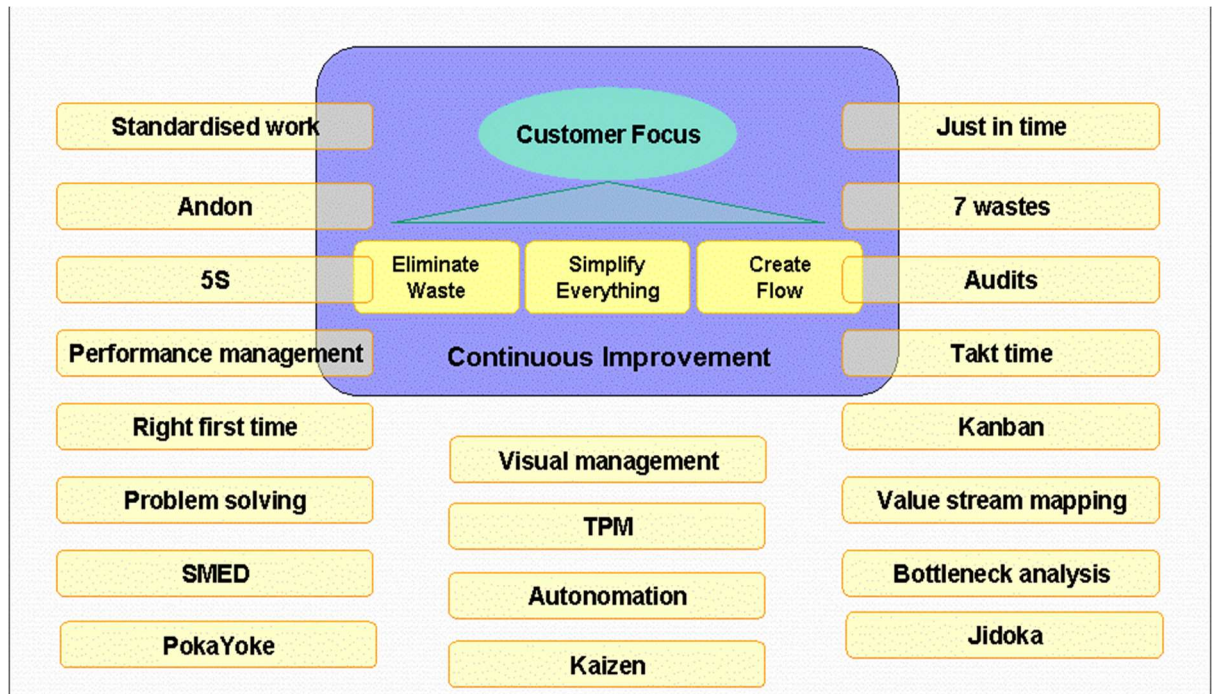 Customer Focus
Standardised work
Just in time
Andon
7 wastes
Eliminate
Waste
Simplify
Everything
Create
Flow
5S
Audits
Performance management
Continuous Improvement
Takt time
Right first time
Kanban
Visual management
Problem solving
Value stream mapping
TPM
SMED
Bottleneck analysis
Autonomation
PokaYoke
Jidoka
Kaizen